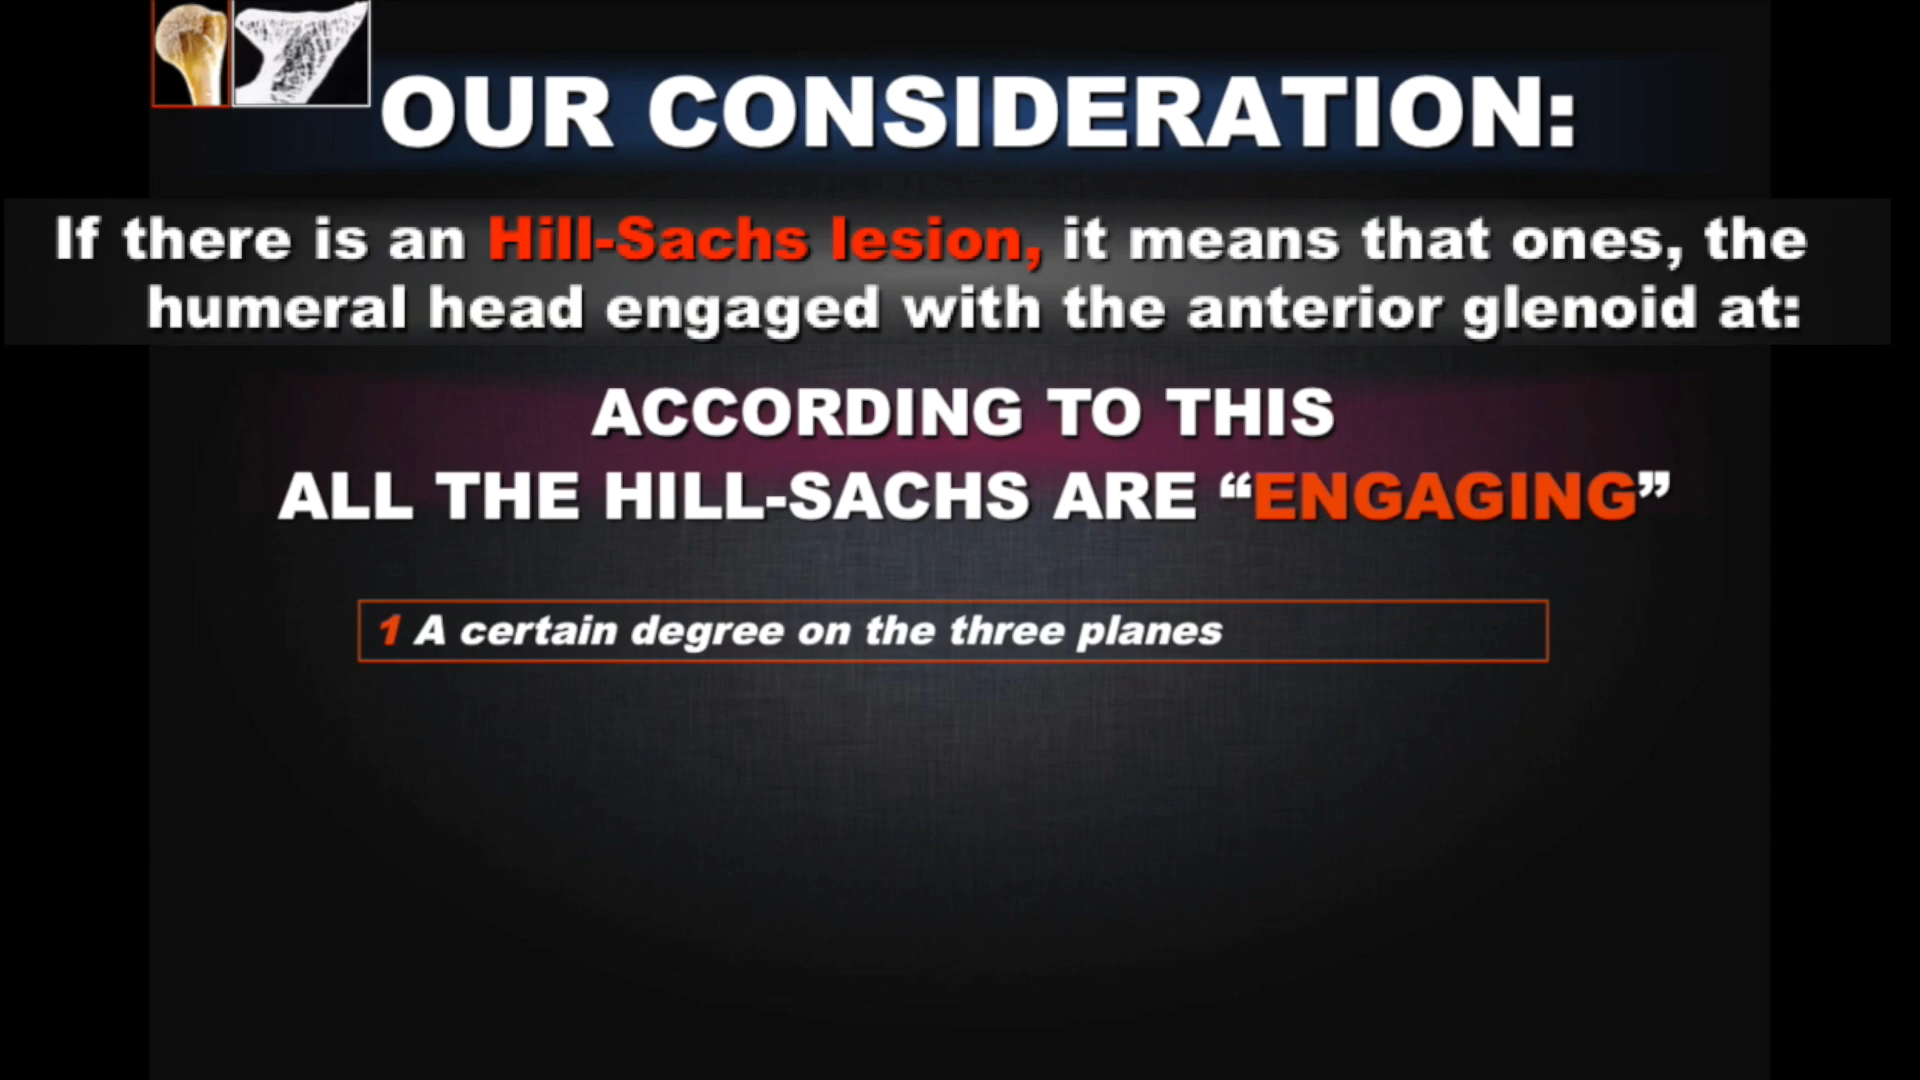 OUR CONSIDERATION:
If there is an Hill-Sachs lesion, it means that ones, the
humeral head engaged with the anterior glenoid at:
ACCORDING TO THIS
ALL THE HILL-SACHS ARE “ENGAGING”
1 A certain degree on the three planes